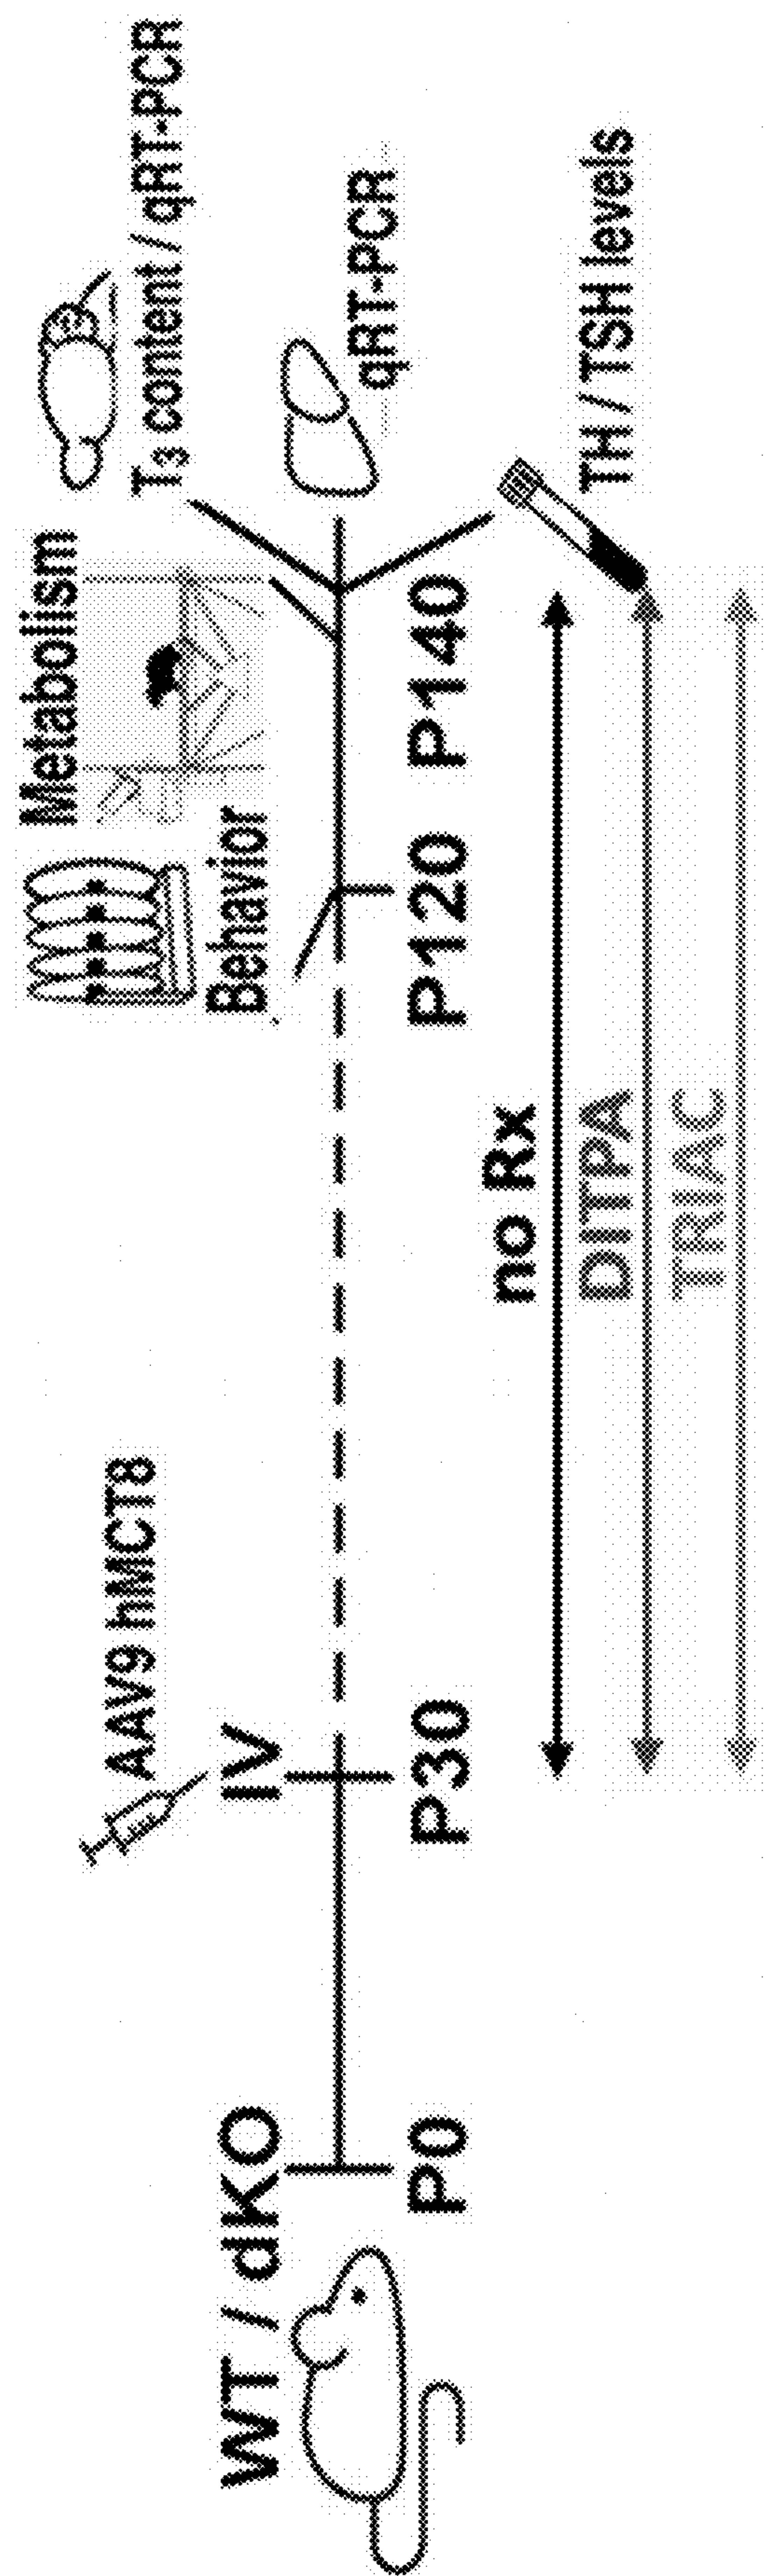 Metabolism
T3 content / qRT-PCR
AAV9 hMCT8
Behavior
WT / dKO
IV
qRT-PCR
P0
P30
P120
P140
no Rx
TH / TSH levels
DITPA
TRIAC